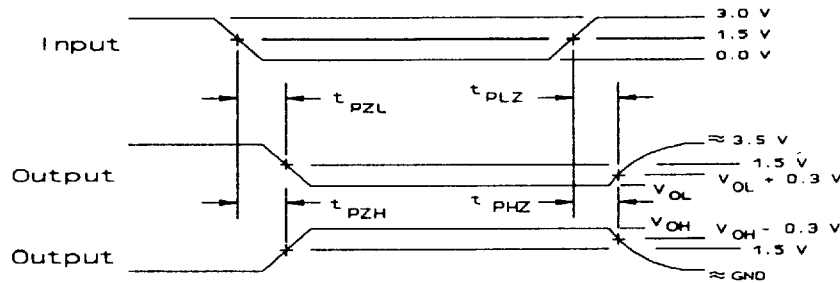 3.0 V
Input
1.5 V
0.0 V
t PZL
t PLZ
≈ 3.5 V
1.5 V
Output
V OL + 0.3 V
V OL
t PZH
t PHZ
V OH
V OH - 0.3 V
1.5 V
Output
≈ GND